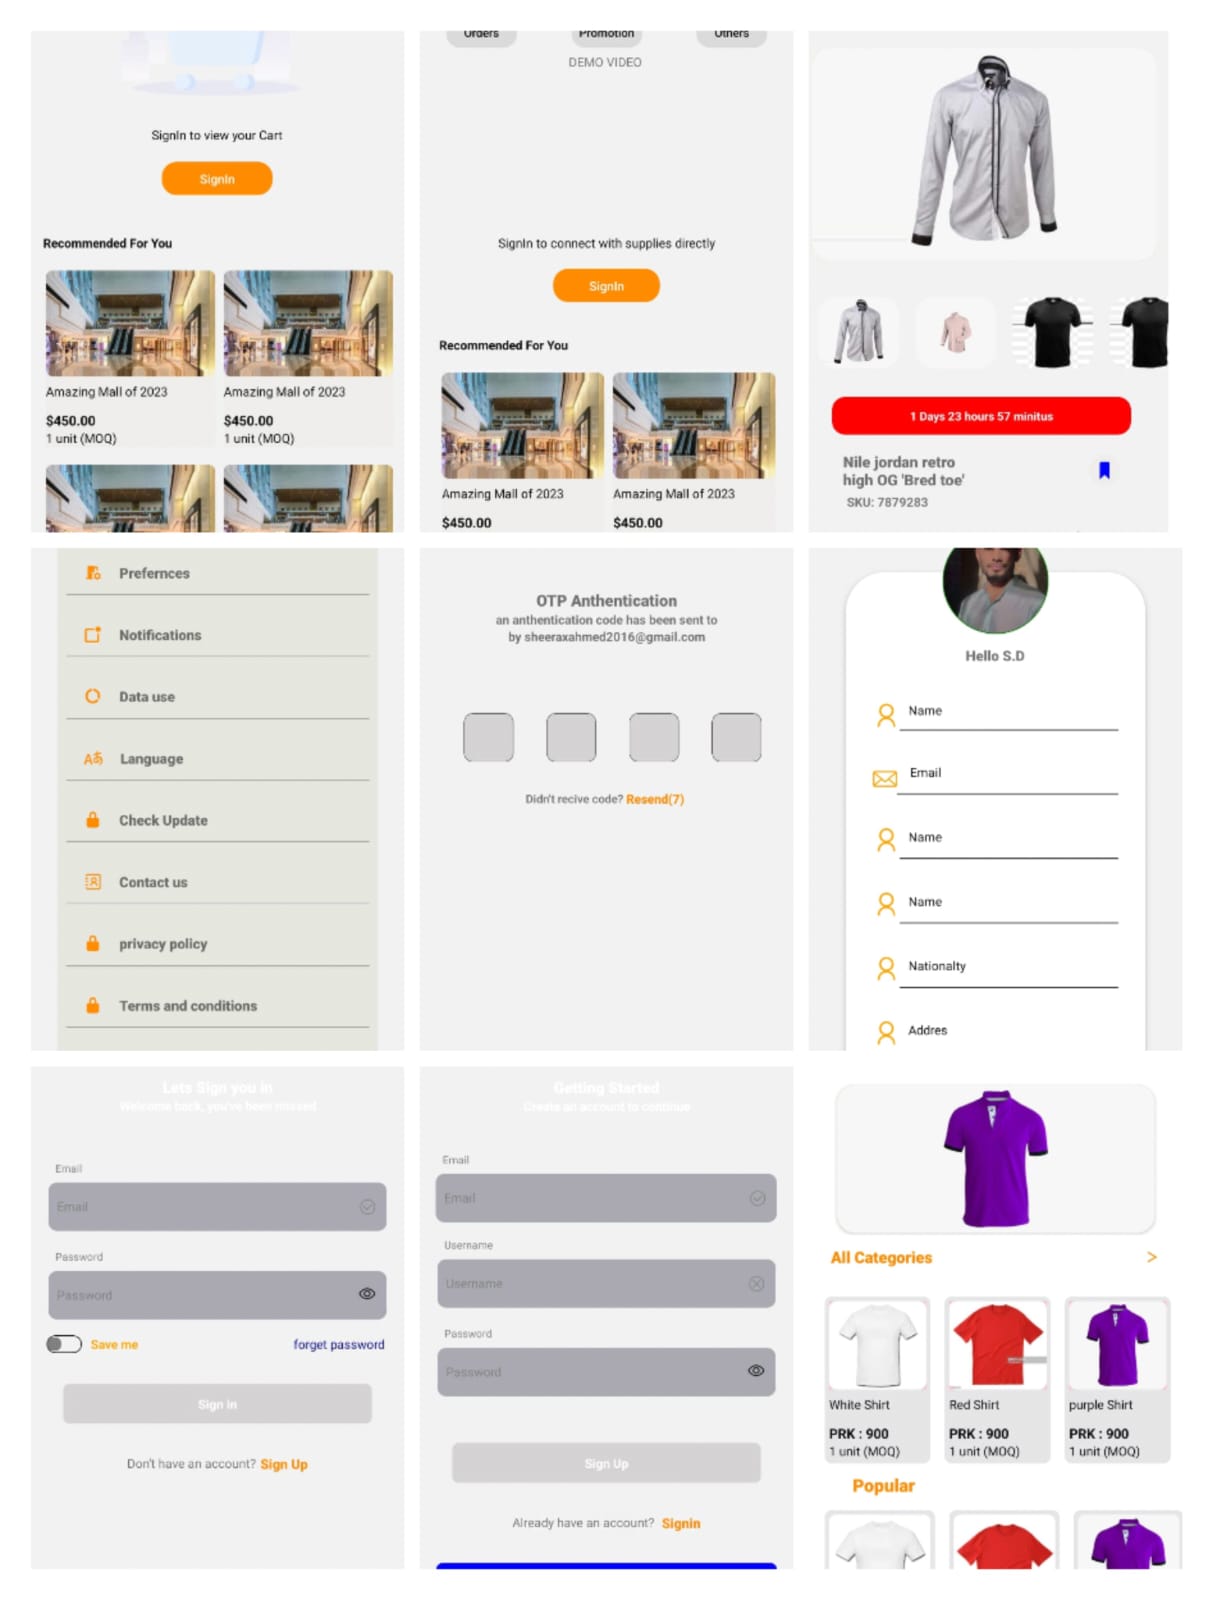 SignIn to view your Cart
SignIn
Recommended For You
Amazing Mall of 2023
Amazing Mall of 2023
$450.00
$450.00
1 unit (MOQ)
1 unit (MOQ)
Orders
Promotion
Others
DEMO VIDEO
SignIn to connect with supplies directly
SignIn
Recommended For You
Amazing Mall of 2023
Amazing Mall of 2023
$450.00
$450.00
1 Days 23 hours 57 minitus
Nile jordan retro
high OG 'Bred toe'
SKU: 7879283
Prefernces
Notifications
Data use
Language
Check Update
Contact us
privacy policy
Terms and conditions
OTP Anthentication
an anthentication code has been sent to
by sheeraxahmed2016@gmail.com
Didn't recive code? Resend(7)
Hello S.D
Name
Email
Name
Name
Nationalty
Addres
Lets Sign you in
Welcome back, you've been missed
Email
Email
Password
Password
Save me
forget password
Sign in
Don't have an account? Sign Up
Getting Started
Create an account to continue
Email
Email
Username
Username
Password
Password
Sign Up
Already have an account? Signin
All Categories
>
White Shirt
Red Shirt
purple Shirt
PRK : 900
PRK : 900
PRK : 900
1 unit (MOQ)
1 unit (MOQ)
1 unit (MOQ)
Popular